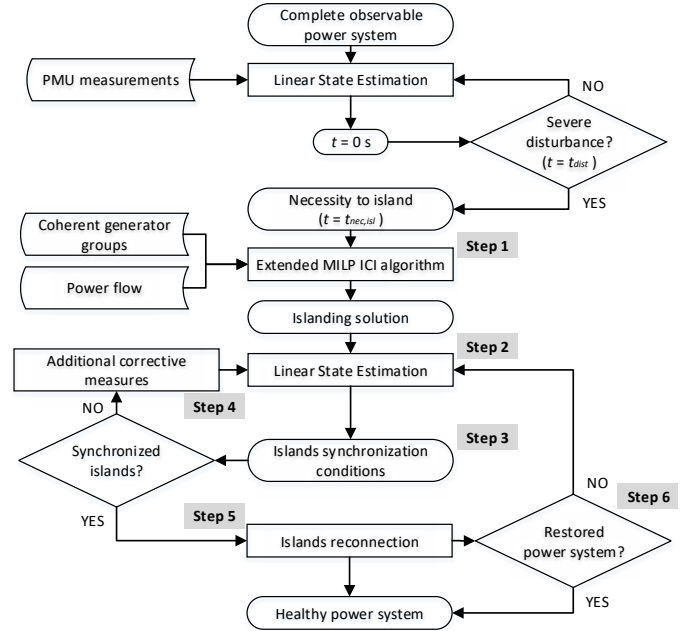 Complete observable
power system
PMU measurements
Linear State Estimation
NO
t = 0 s
Severe
disturbance?
(t = tdist )
YES
Necessity to island
(t = tnec,isl )
Coherent generator
groups
Step 1
Extended MILP ICI algorithm
Power flow
Islanding solution
Step 2
Additional corrective
measures
Linear State Estimation
NO
Step 4
Step 3
Synchronized
islands?
Islands synchronization
conditions
NO
Step 6
YES
Step 5
Islands reconnection
Restored
power system?
YES
Healthy power system